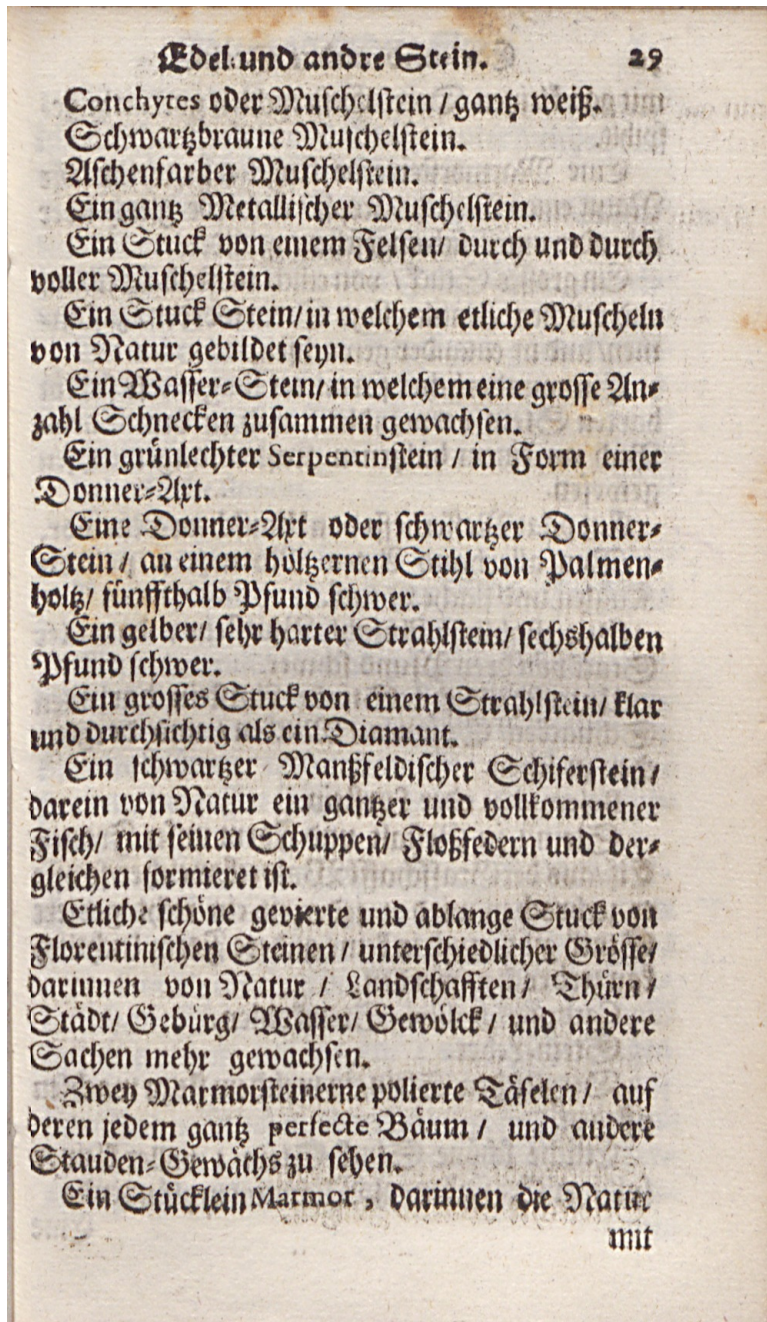 Edel und andre Stein. 29
Conchytes oder Muschelstein / gantz weiß.
Schwartzbraune Muschelstein.
Aschenfarber Muschelstein.
Ein gantz Metallischer Muschelstein.
Ein Stuck von einem Felsen / durch und durch
voller Muschelstein.
Ein Stuck Stein / in welchem etliche Muscheln
von Natur gebildet seyn.
Ein Wasser-Stein / in welchem eine grosse An-
zahl Schnecken zusammen gewachsen.
Ein grünlechter Serpentinstein / in Form einer
Donner-Axt.
Eine Donner-Axt oder schwartzer Donner-
Stein / an einem höltzernen Stihl von Palmen-
holtz / fünffthalb Pfund schwer.
Ein gelber / sehr harter Strahlstein / sechshalben
Pfund schwer.
Ein grosses Stuck von einem Strahlstein / klar
und durchsichtig als ein Diamant.
Ein schwartzer Manßfeldischer Schiferstein /
darein von Natur ein gantzer und vollkommener
Fisch / mit seinen Schuppen / Floßfedern und der-
gleichen formieret ist.
Etliche schöne gevierte und ablange Stuck von
Florentinischen Steinen / unterschiedlicher Grösse /
darinnen von Natur / Landschafften / Thürn /
Städt / Gebürg / Wasser / Gewölck / und andere
Sachen mehr gewachsen.
Zwey Marmorsteinerne polierte Täfelen / auf
deren jedem gantz perfecte Bäum / und andere
Stauden-Gewächs zu sehen.
Ein Stücklein Marmor, darinnen die Natur
mit